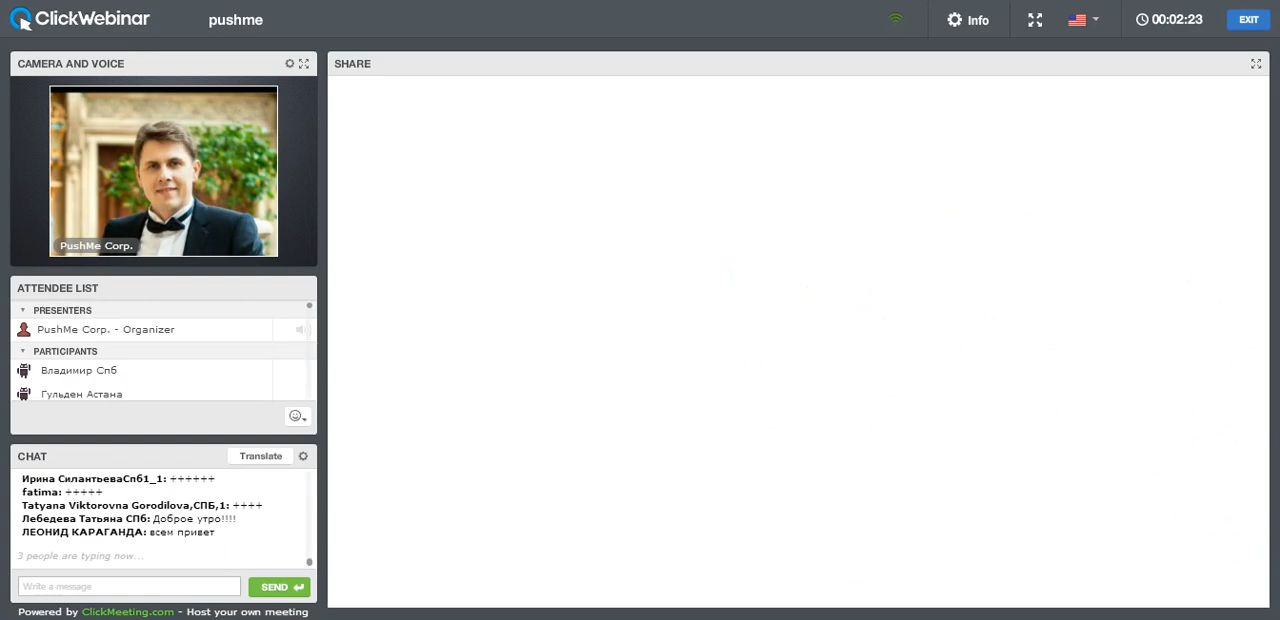 ClickWebinar
pushme
Info
00:02:23
EXIT
CAMERA AND VOICE
PushMe Corp.
SHARE
ATTENDEE LIST
PRESENTERS
PushMe Corp. - Organizer
PARTICIPANTS
Владимир Спб
Гульден Астана
CHAT
Translate
Ирина СилантьеваСпб1_1: ++++++
fatima: +++++
Tatyana Viktorovna Gorodilova,СПБ,1: ++++
Лебедева Татьяна СПб: Доброе утро!!!!
ЛЕОНИД КАРАГАНДА: всем привет
3 people are typing now...
Write a message
SEND
Powered by ClickMeeting.com - Host your own meeting